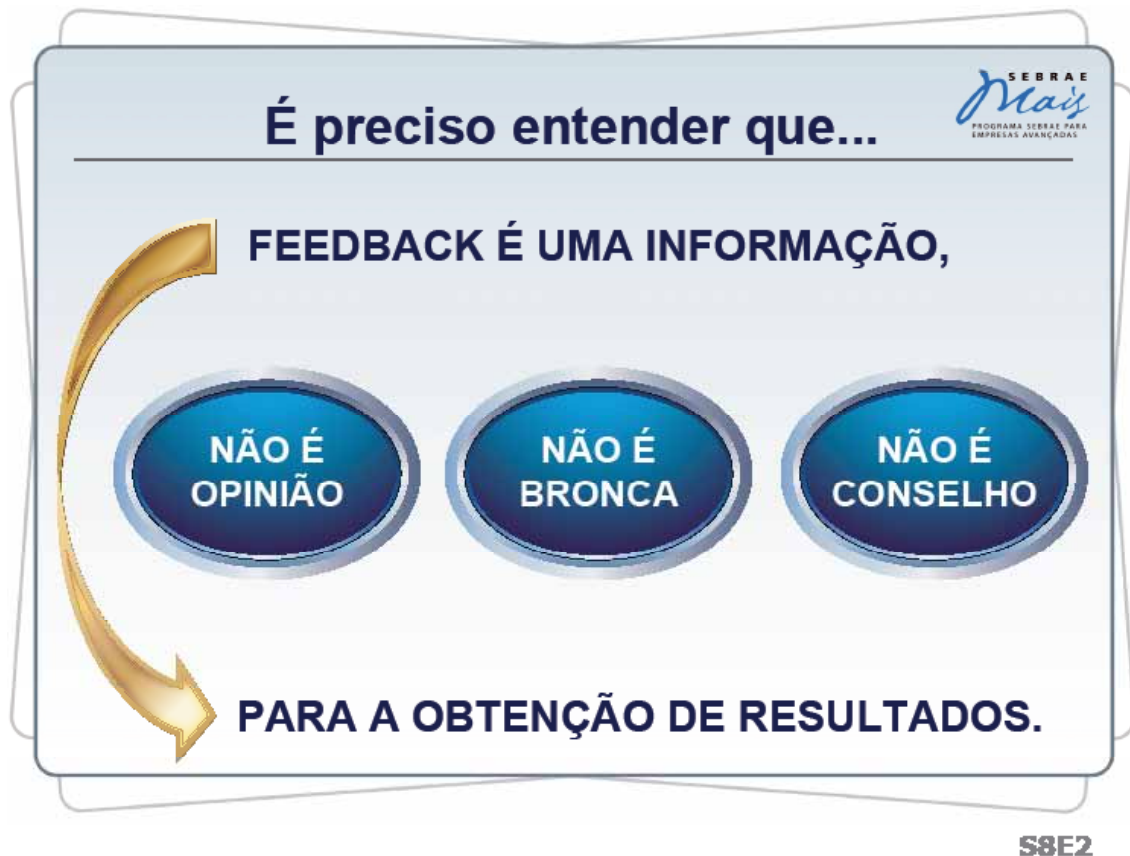 SEBRAE
Mais
PROGRAMA SEBRAE PARA
EMPRESAS AVANÇADAS
É preciso entender que...
FEEDBACK É UMA INFORMAÇÃO,
NÃO É
OPINIÃO
NÃO É
BRONCA
NÃO É
CONSELHO
PARA A OBTENÇÃO DE RESULTADOS.
S8E2